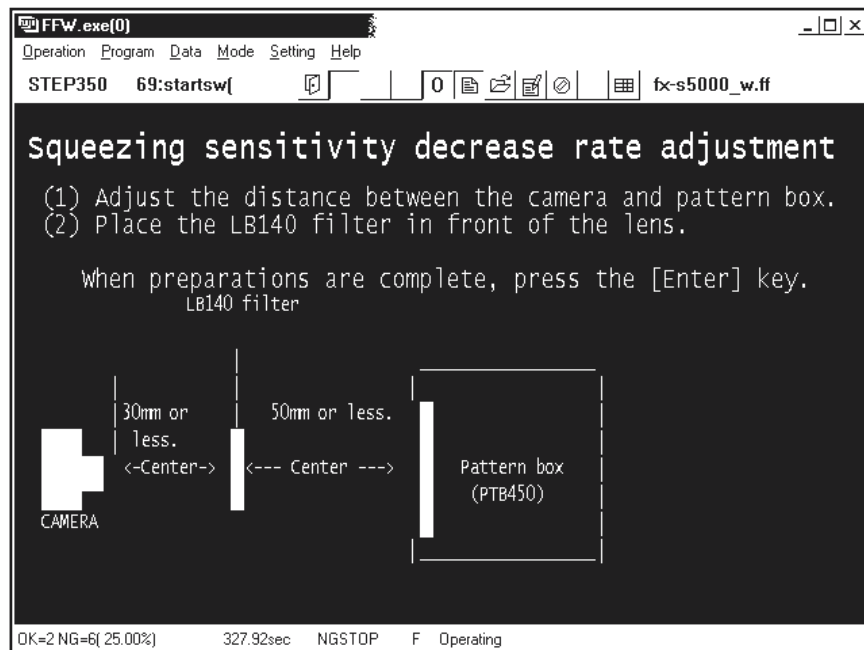 FFW.exe(0)
Operation Program Data Mode Setting Help
STEP350 69:startsw( 0 fx-s5000_w.ff
Squeezing sensitivity decrease rate adjustment
(1) Adjust the distance between the camera and pattern box.
(2) Place the LB140 filter in front of the lens.
When preparations are complete, press the [Enter] key.
LB140 filter
30mm or 50mm or less.
less.
<-Center-> <--- Center ---> Pattern box
(PTB450)
CAMERA
OK=2 NG=6( 25.00%) 327.92sec NGSTOP F Operating